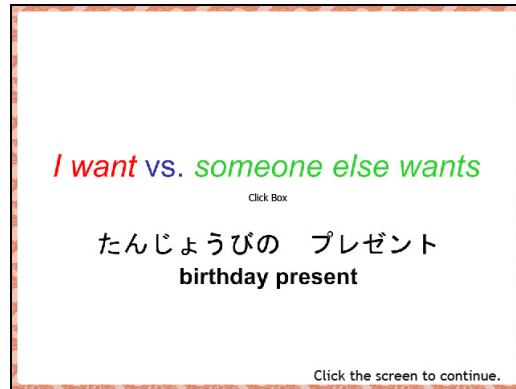 I want vs. someone else wants
Click Box
たんじょうびの　プレゼント
birthday present
Click the screen to continue.